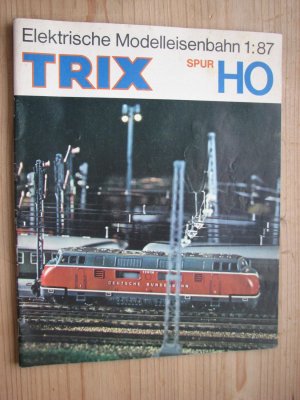 Elektrische Modelleisenbahn 1:87
TRIX SPUR HO
DEUTSCHE BUNDESBAHN